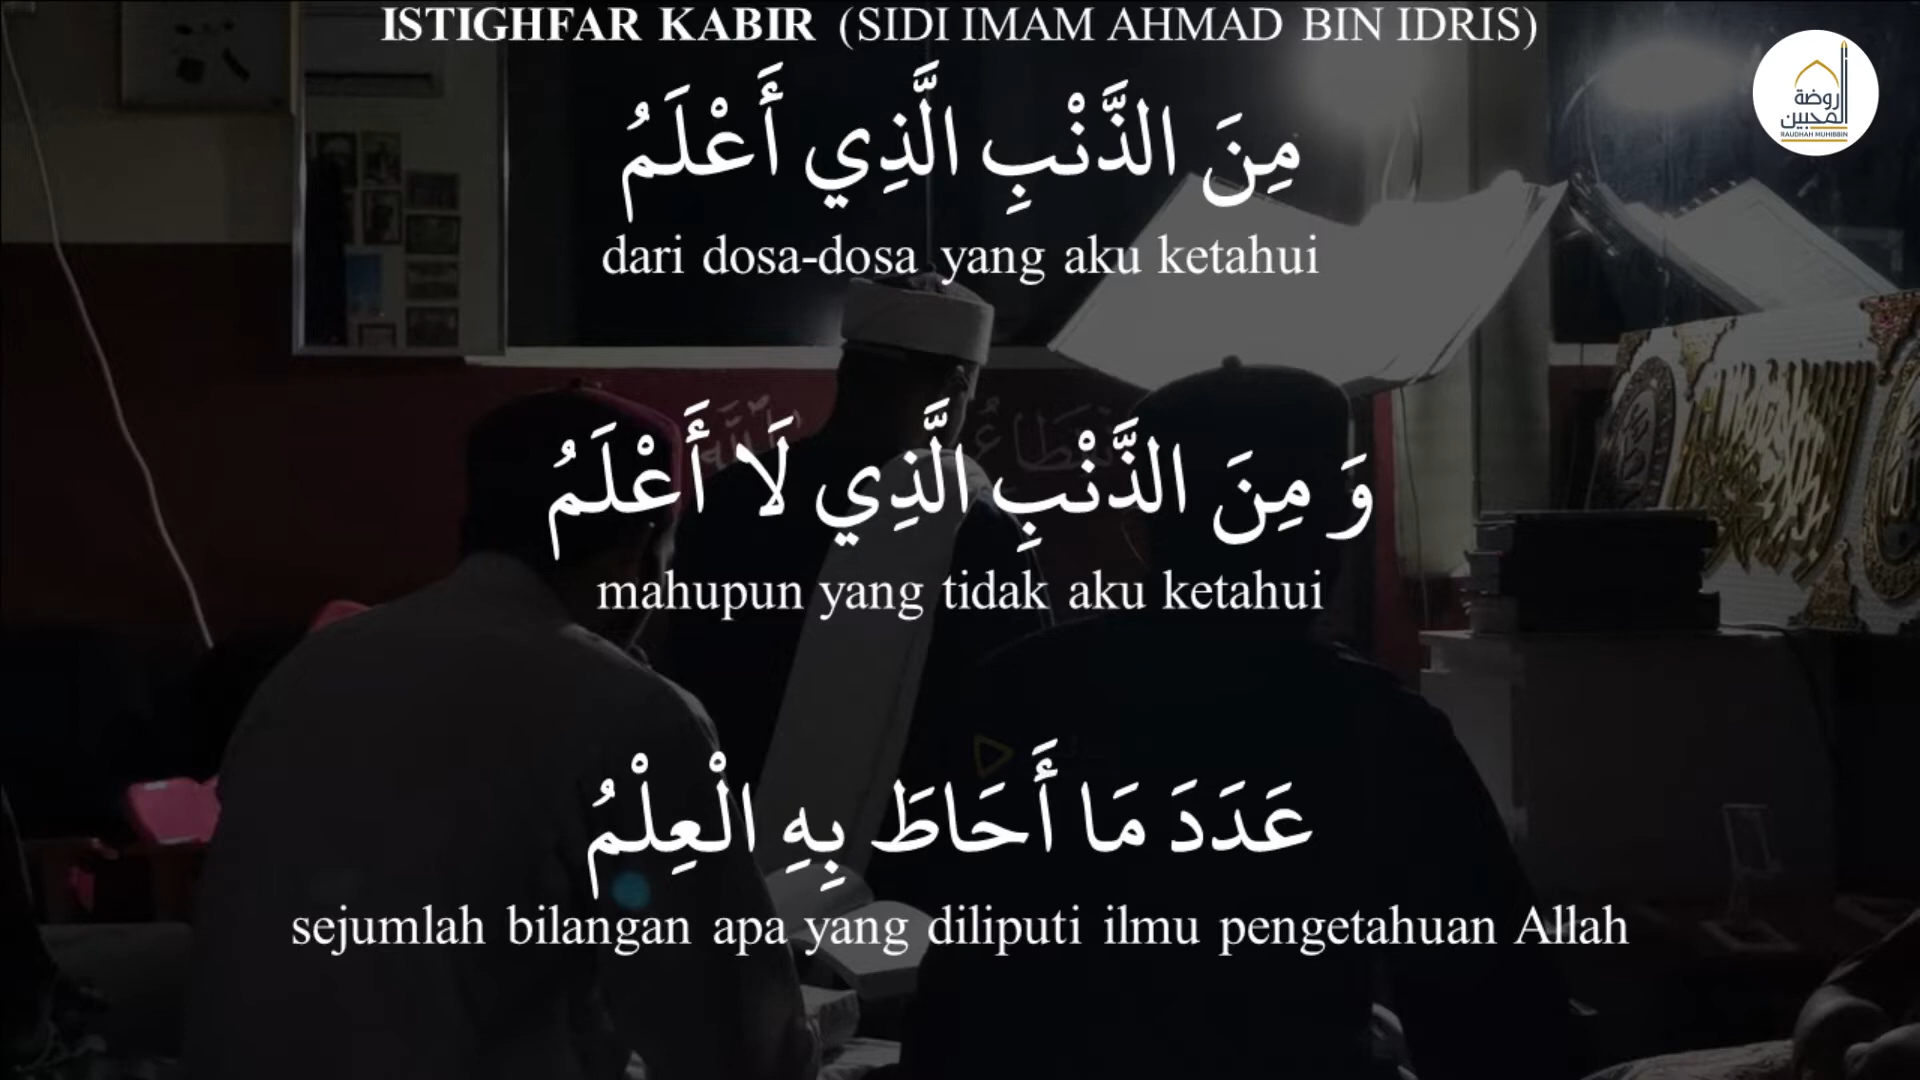 ISTIGHFAR KABIR (SIDI IMAM AHMAD BIN IDRIS)
روضة
المحبين
RAUDHAH MUHIBBIN
مِنَ الذَّنْبِ الَّذِي أَعْلَمُ
dari dosa-dosa yang aku ketahui
وَ مِنَ الذَّنْبِ الَّذِي لَا أَعْلَمُ
mahupun yang tidak aku ketahui
عَدَدَ مَا أَحَاطَ بِهِ الْعِلْمُ
sejumlah bilangan apa yang diliputi ilmu pengetahuan Allah